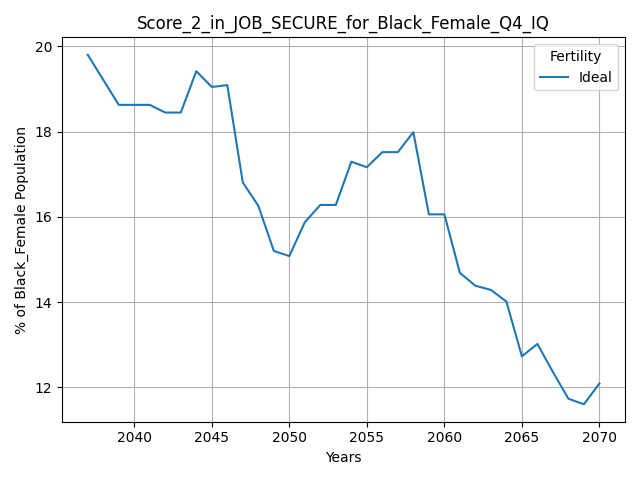 Score_2_in_JOB_SECURE_for_Black_Female_Q4_IQ
Fertility
Ideal
% of Black_Female Population
20
18
16
14
12
2040 2045 2050 2055 2060 2065 2070
Years